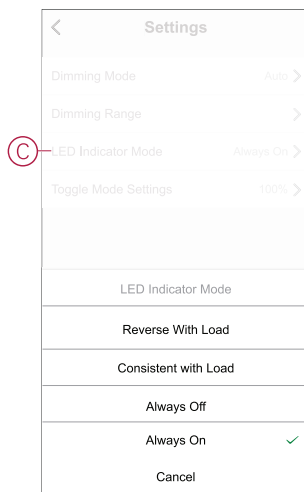 Settings
Dimming Mode Auto
Dimming Range
C LED Indicator Mode Always On
Toggle Mode Settings 100%
LED Indicator Mode
Reverse With Load
Consistent with Load
Always Off
Always On
Cancel